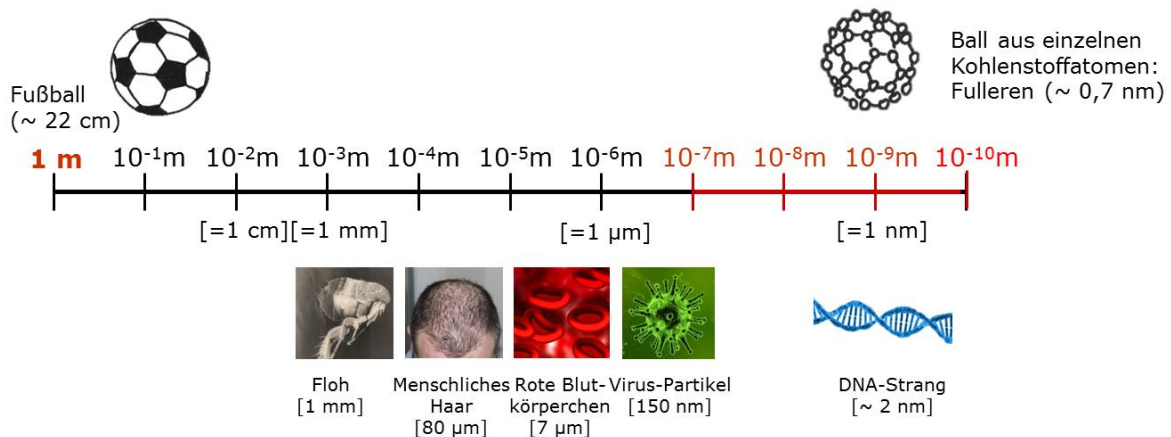 Fußball
(~ 22 cm)
Ball aus einzelnen
Kohlenstoffatomen:
Fulleren (~ 0,7 nm)
1 m 10⁻¹m 10⁻²m 10⁻³m 10⁻⁴m 10⁻⁵m 10⁻⁶m 10⁻⁷m 10⁻⁸m 10⁻⁹m 10⁻¹⁰m
[=1 cm][=1 mm] [=1 µm] [=1 nm]
Floh
[1 mm]
Menschliches
Haar
[80 µm]
Rote Blut-
körperchen
[7 µm]
Virus-Partikel
[150 nm]
DNA-Strang
[~ 2 nm]